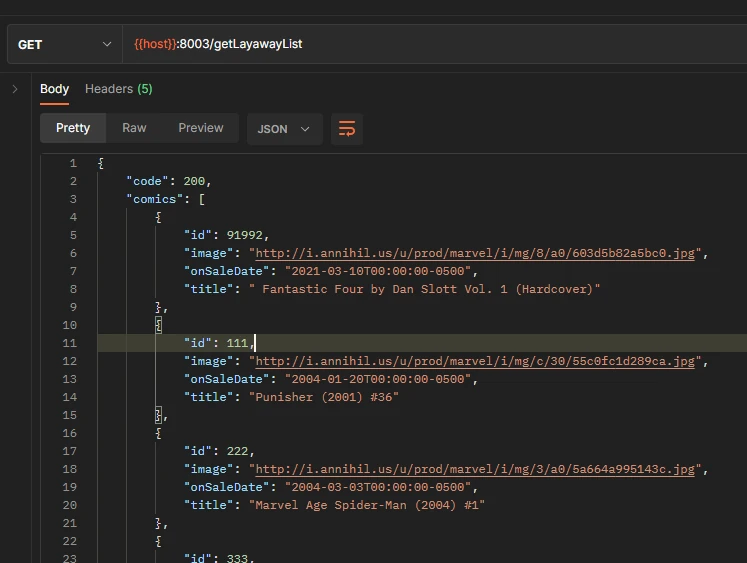 GET {{host}}:8003/getLayawayList
Body Headers (5)
Pretty Raw Preview JSON
1 {
2 "code": 200,
3 "comics": [
4 {
5 "id": 91992,
6 "image": "http://i.annihil.us/u/prod/marvel/i/mg/8/a0/603d5b82a5bc0.jpg",
7 "onSaleDate": "2021-03-10T00:00:00-0500",
8 "title": " Fantastic Four by Dan Slott Vol. 1 (Hardcover)"
9 },
10 {
11 "id": 111,
12 "image": "http://i.annihil.us/u/prod/marvel/i/mg/c/30/55c0fc1d289ca.jpg",
13 "onSaleDate": "2004-01-20T00:00:00-0500",
14 "title": "Punisher (2001) #36"
15 },
16 {
17 "id": 222,
18 "image": "http://i.annihil.us/u/prod/marvel/i/mg/3/a0/5a664a995143c.jpg",
19 "onSaleDate": "2004-03-03T00:00:00-0500",
20 "title": "Marvel Age Spider-Man (2004) #1"
21 },
22 {
23 "id": 333,